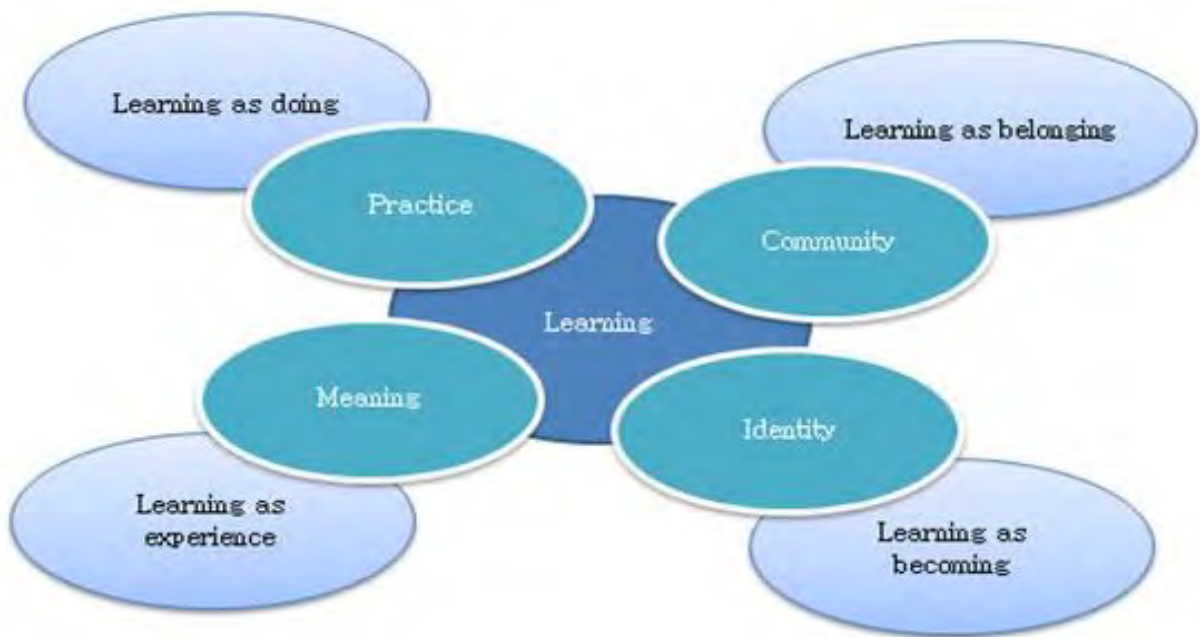 Learning as doing
Learning as belonging
Practice
Community
Learning
Meaning
Identity
Learning as
experience
Learning as
becoming